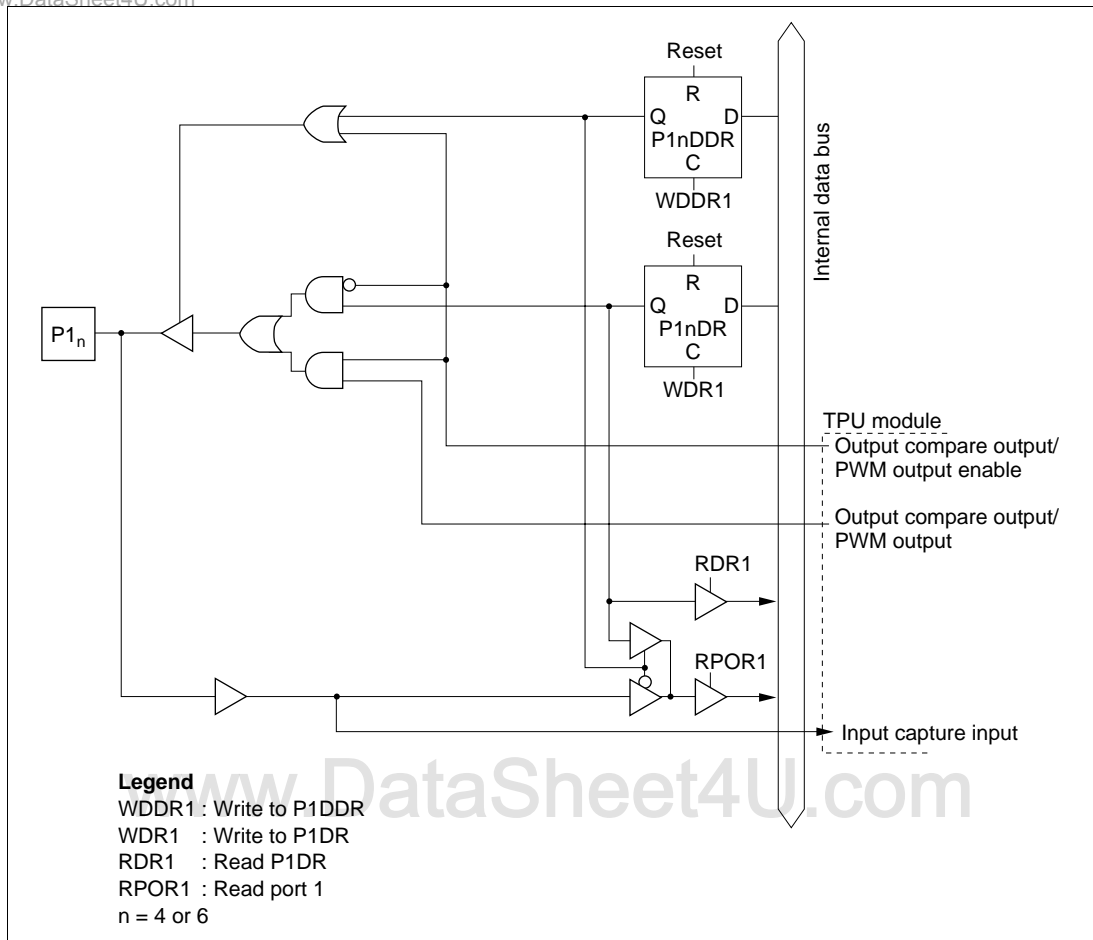 w.DataSheet4U.com
Reset
R
Q D
P1nDDR
C
WDDR1
Internal data bus
Reset
R
Q D
P1nDR
C
WDR1
P1n
TPU module
Output compare output/
PWM output enable
Output compare output/
PWM output
RDR1
RPOR1
Input capture input
www.DataSheet4U.com
Legend
WDDR1 : Write to P1DDR
WDR1 : Write to P1DR
RDR1 : Read P1DR
RPOR1 : Read port 1
n = 4 or 6